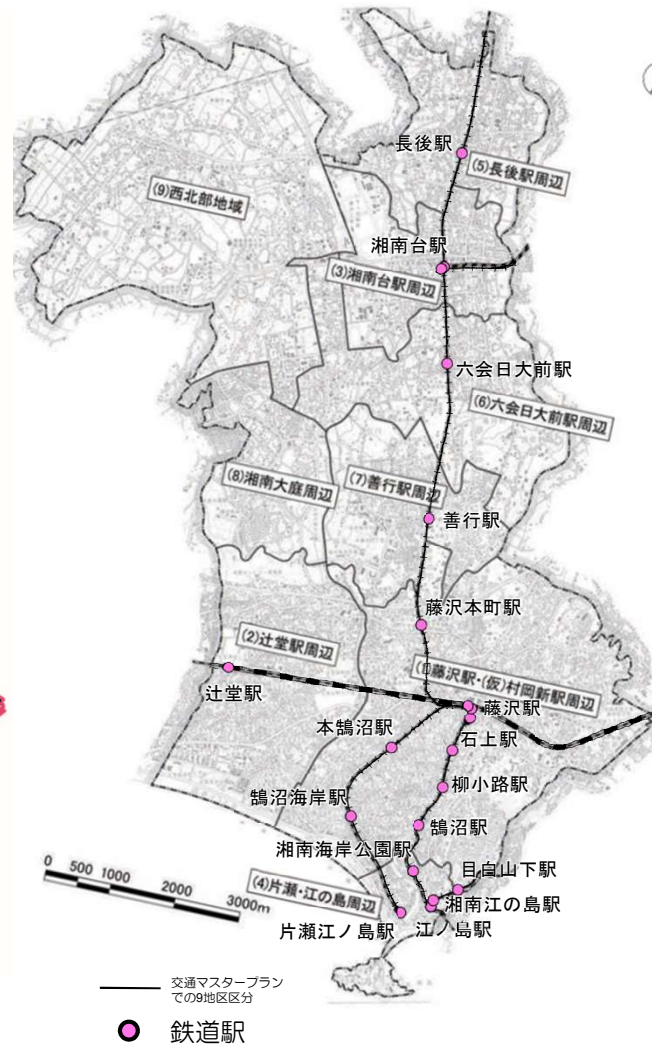 長後駅
(5)長後駅周辺
(9)西北部地域
湘南台駅
(3)湘南台駅周辺
六会日大前駅
(6)六会日大前駅周辺
(8)湘南大庭周辺
(7)善行駅周辺
善行駅
藤沢本町駅
(2)辻堂駅周辺
(1)藤沢駅・(仮)村岡新駅周辺
辻堂駅
藤沢駅
本鵠沼駅
石上駅
柳小路駅
鵠沼海岸駅
鵠沼駅
湘南海岸公園駅
目白山下駅
(4)片瀬・江の島周辺
湘南江の島駅
片瀬江ノ島駅
江ノ島駅
0 500 1000 2000 3000m
交通マスタープラン
での9地区区分
鉄道駅